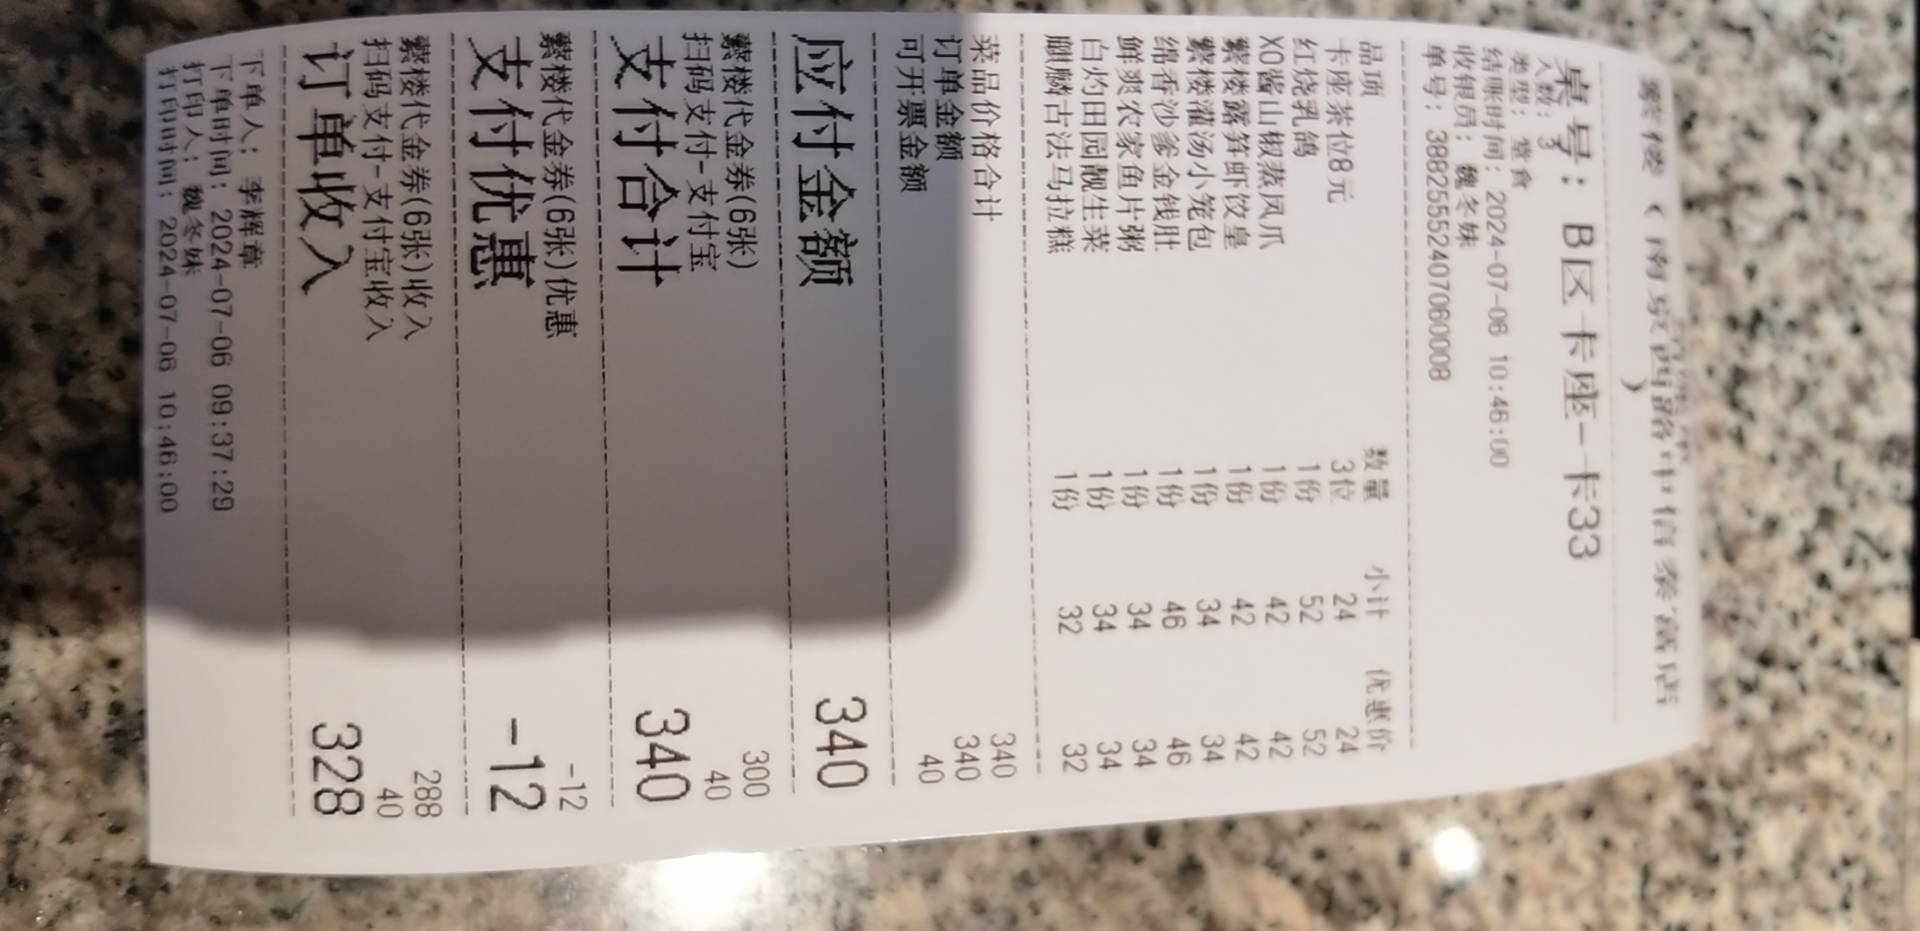 紫楼(南京西路中信泰富店
)
桌号: B区卡座-卡33
人数: 3
类型: 堂食
结账时间: 2024-07-06 10:46:00
收银员: 魏冬妹
单号: 3882555240706000​8
品项 数量 小计 优惠价
卡座茶位8元 3位 24 24
红烧乳鸽 1份 52 52
XO酱山椒蒸凤爪 1份 42 42
紫楼露笋虾饺皇 1份 42 42
紫楼灌汤小笼包 1份 34 34
绵香沙爹金钱肚 1份 46 46
鲜爽农家鱼片粥 1份 34 34
白灼田园靓生菜 1份 34 34
麒麟古法马拉糕 1份 32 32
菜品价格合计 340
订单金额 340
可开票金额 40
应付金额 340
紫楼代金券(6张) 300
扫码支付-支付宝 40
支付合计 340
紫楼代金券(6张)优惠 -12
支付优惠 -12
紫楼代金券(6张)收入 288
扫码支付-支付宝收入 40
订单收入 328
下单人: 李辉章
下单时间: 2024-07-06 09:37:29
打印人: 魏冬妹
打印时间: 2024-07-06 10:46:00